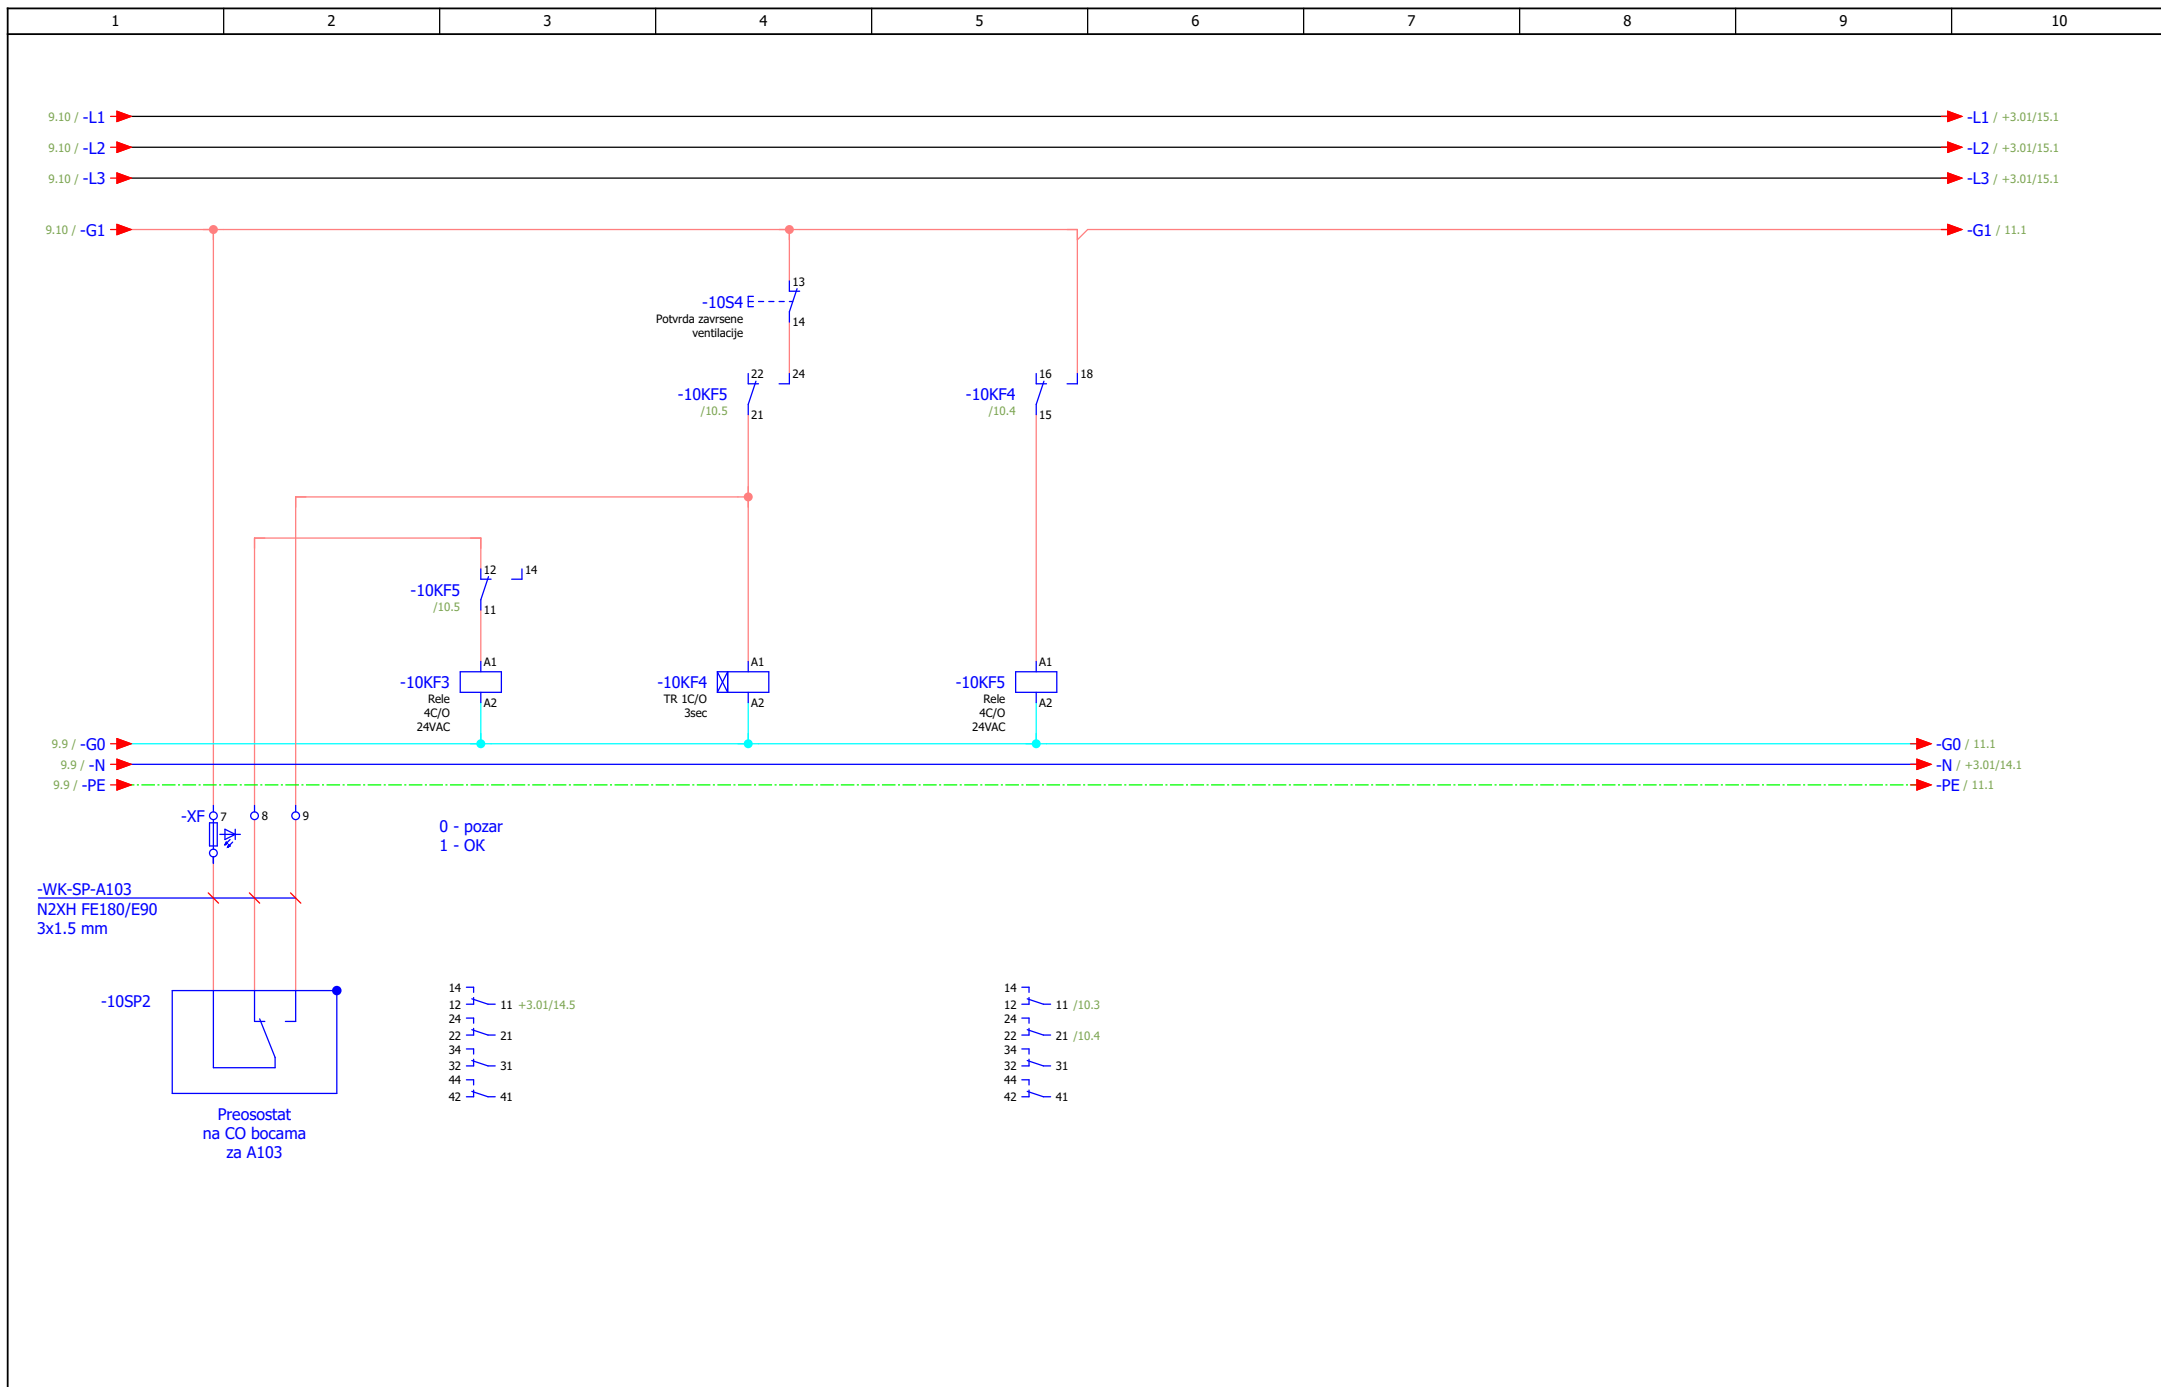 1 2 3 4 5 6 7 8 9 10
9.10 / -L1 -L1 / +3.01/15.1
9.10 / -L2 -L2 / +3.01/15.1
9.10 / -L3 -L3 / +3.01/15.1
9.10 / -G1 -G1 / 11.1
13
-10S4
14
Potvrda zavrsene
ventilacije
22 24
-10KF5
/10.5
21
16 18
-10KF4
/10.4
15
12 14
-10KF5
/10.5
11
A1
-10KF3
Rele
4C/O
24VAC
A2
A1
-10KF4
TR 1C/O
3sec
A2
A1
-10KF5
Rele
4C/O
24VAC
A2
9.9 / -G0 -G0 / 11.1
9.9 / -N -N / +3.01/14.1
9.9 / -PE -PE / 11.1
-XF 7 8 9
0 - pozar
1 - OK
-WK-SP-A103
N2XH FE180/E90
3x1.5 mm
-10SP2
Preosostat
na CO bocama
za A103
14
12 11 +3.01/14.5
24
22 21
34
32 31
44
42 41
14
12 11 /10.3
24
22 21 /10.4
34
32 31
44
42 41